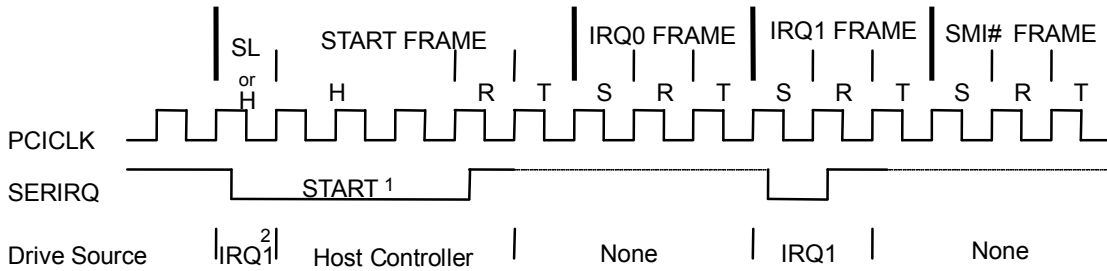 SL or H START FRAME IRQ0 FRAME IRQ1 FRAME SMI# FRAME
H R T S R T S R T S R T
PCICLK
SERIRQ START 1
Drive Source IRQ1 2 Host Controller None IRQ1 None